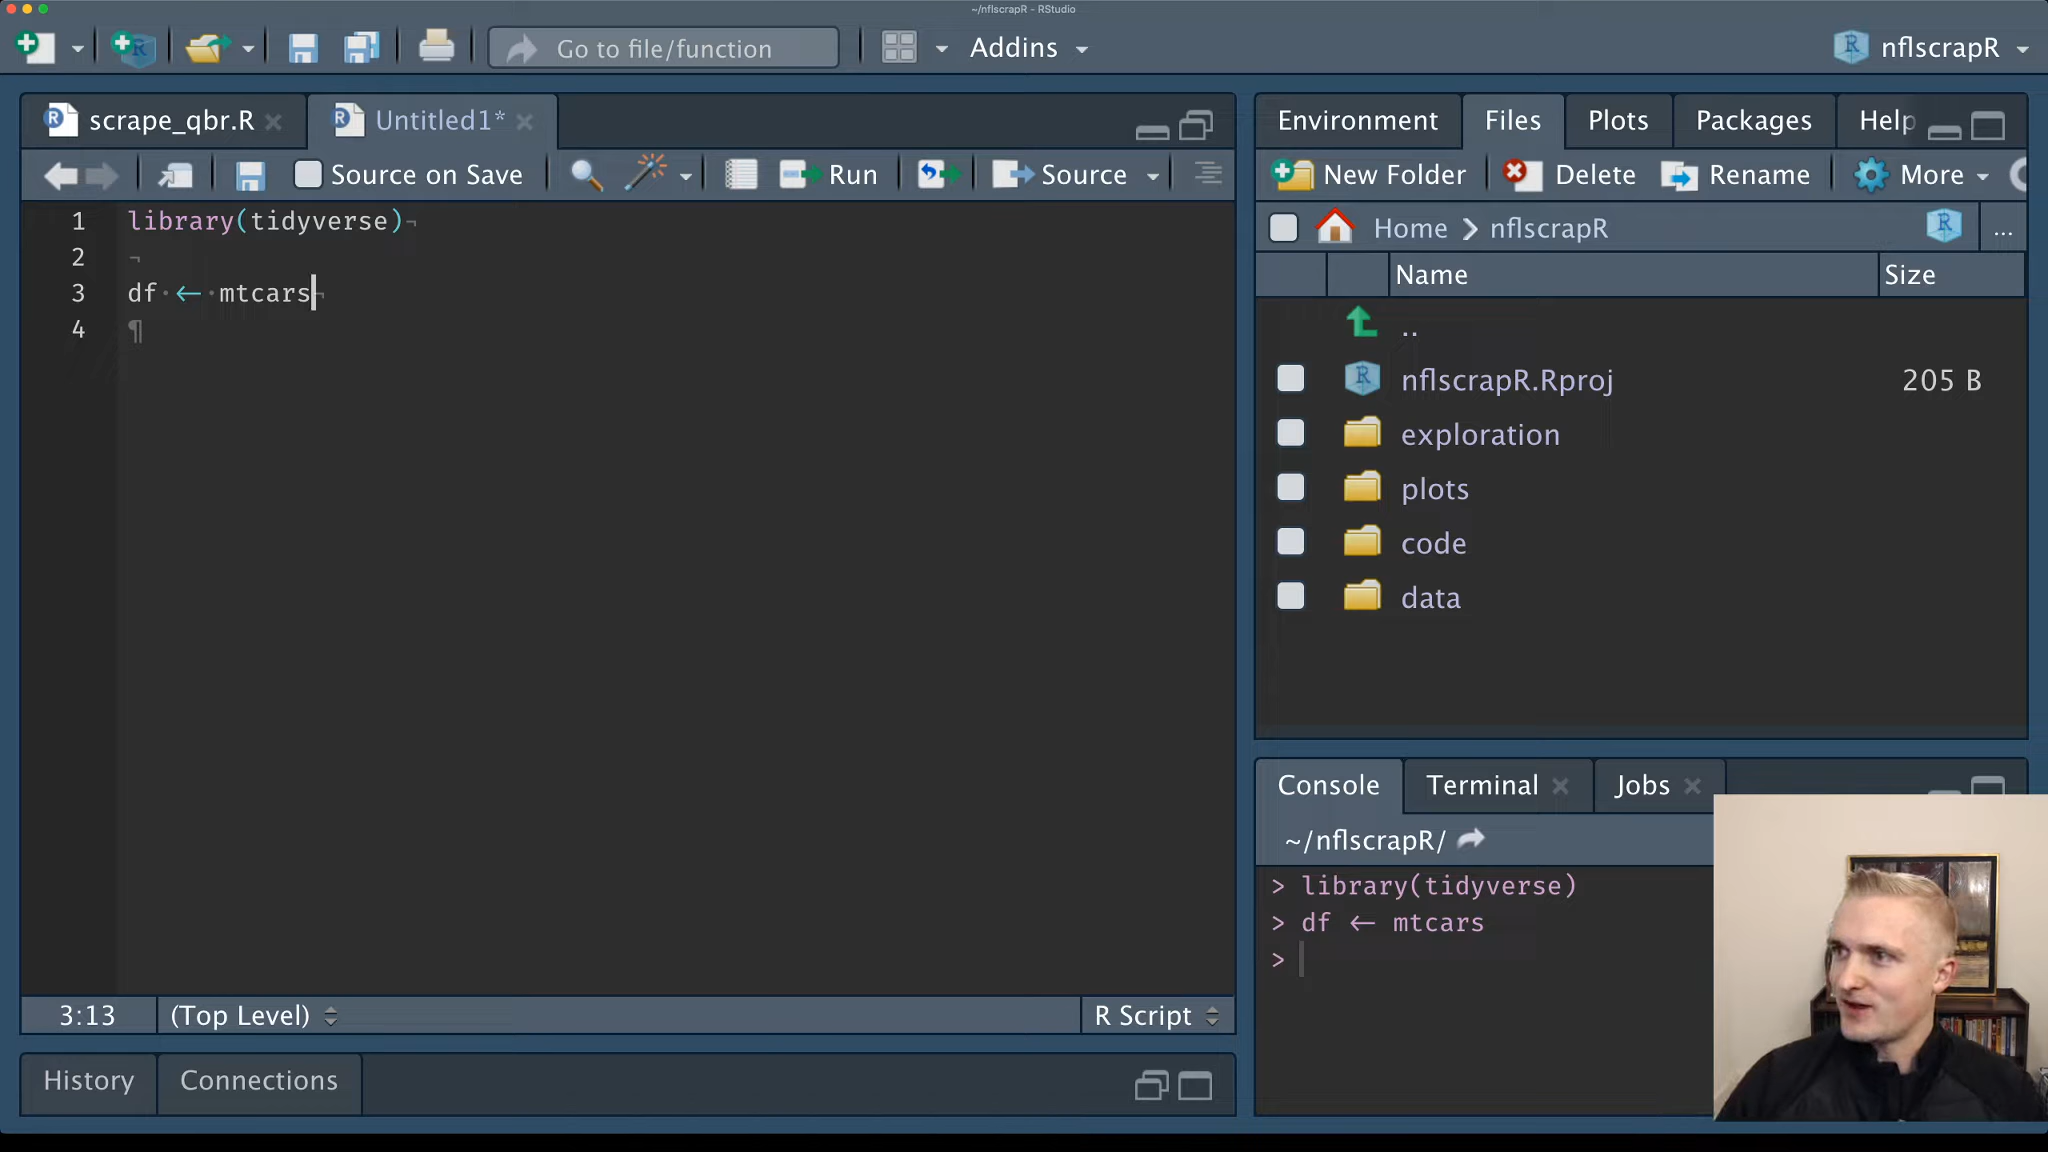 ~/nflscrapR - RStudio
Go to file/function
Addins
nflscrapR
scrape_qbr.R
Untitled1*
Source on Save
Run
Source
1 library(tidyverse)
2
3 df <- mtcars
4
3:13
(Top Level)
R Script
History
Connections
Environment
Files
Plots
Packages
Help
New Folder
Delete
Rename
More
Home
nflscrapR
...
Name
Size
..
nflscrapR.Rproj
205 B
exploration
plots
code
data
Console
Terminal
Jobs
~/nflscrapR/
> library(tidyverse)
> df <- mtcars
>